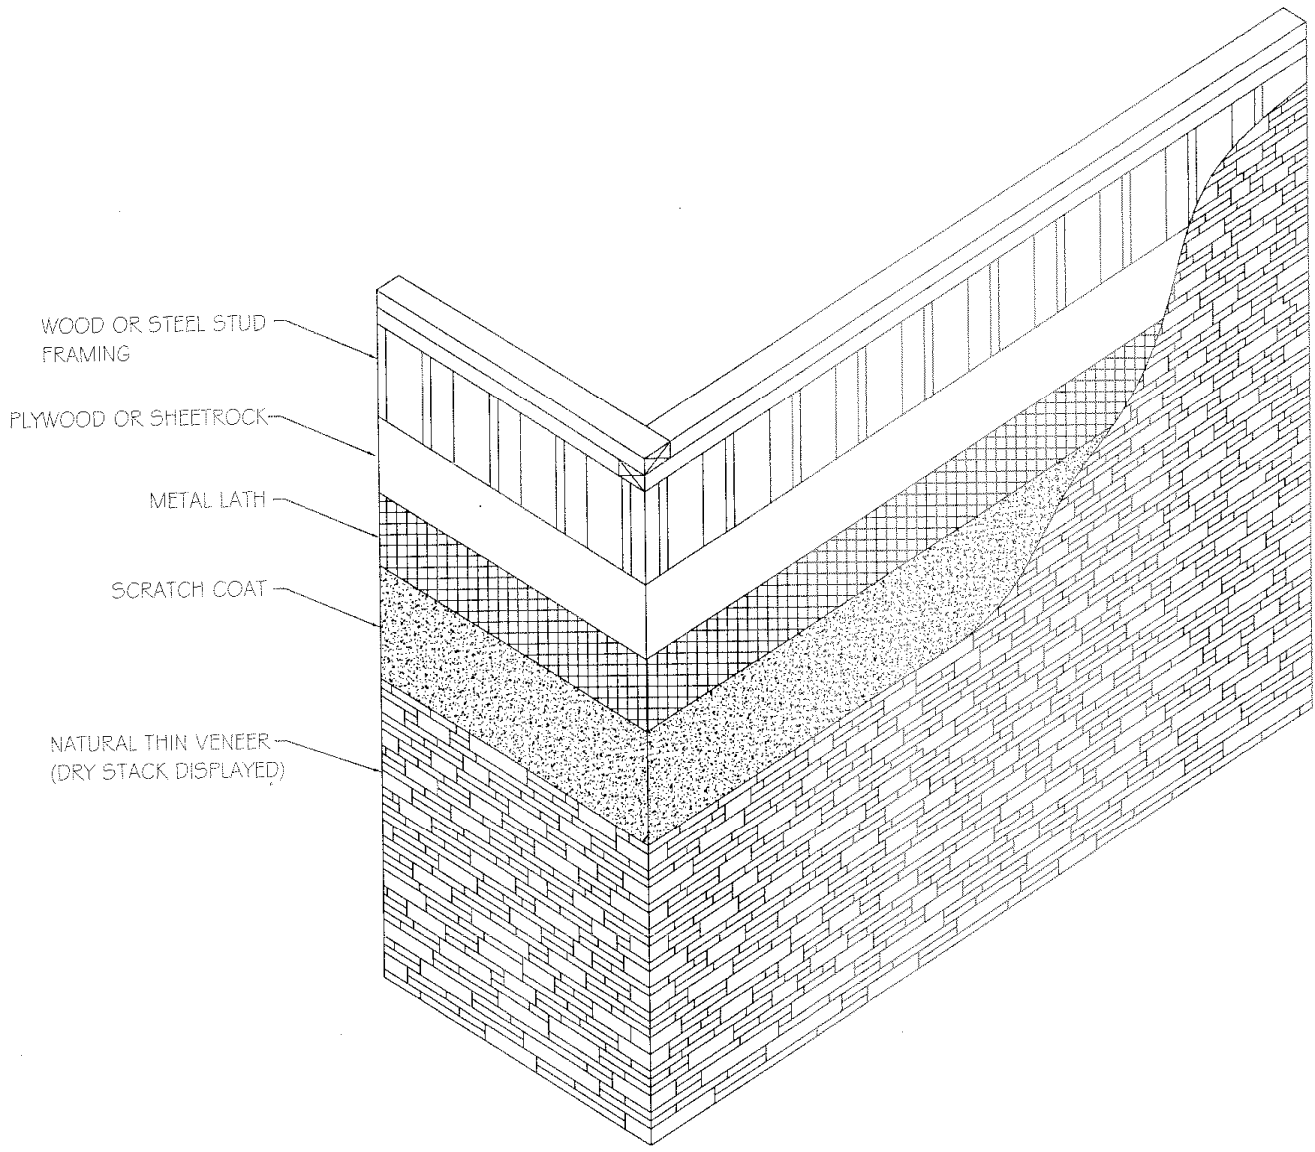 WOOD OR STEEL STUD
FRAMING
PLYWOOD OR SHEETROCK
METAL LATH
SCRATCH COAT
NATURAL THIN VENEER
(DRY STACK DISPLAYED)